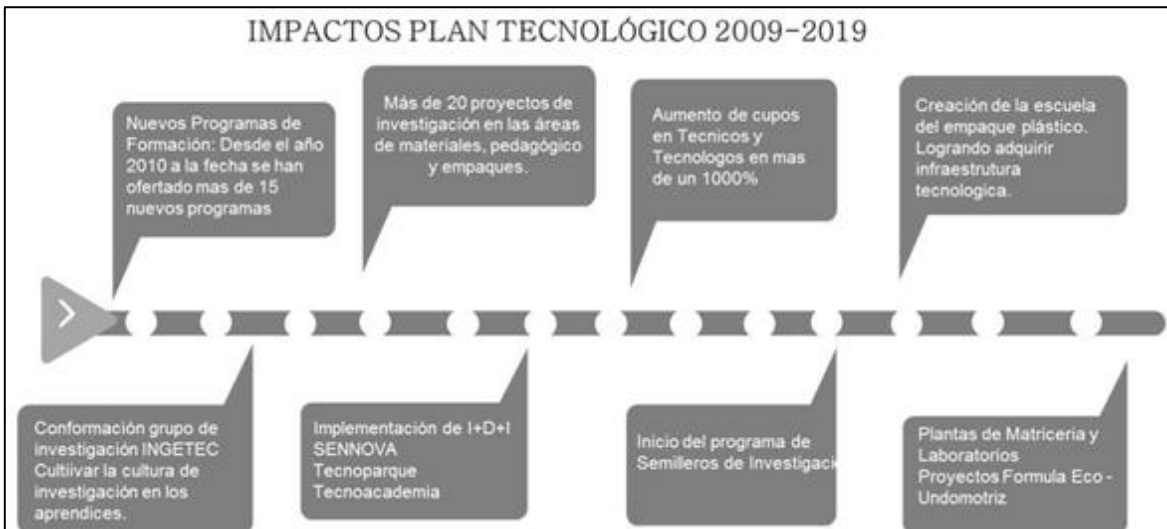 IMPACTOS PLAN TECNOLÓGICO 2009-2019
Nuevos Programas de
Formación: Desde el año
2010 a la fecha se han
ofertado mas de 15
nuevos programas
Más de 20 proyectos de
investigación en las áreas
de materiales, pedagógico
y empaques.
Aumento de cupos
en Tecnicos y
Tecnologos en mas
de un 1000%
Creación de la escuela
del empaque plástico.
Logrando adquirir
infraestrutura
tecnologica.
Conformación grupo de
investigación INGETEC
Cultiivar la cultura de
investigación en los
aprendices.
Implementación de I+D+I
SENNOVA
Tecnoparque
Tecnoacademia
Inicio del programa de
Semilleros de Investigaci
Plantas de Matriceria y
Laboratorios
Proyectos Formula Eco -
Undomotriz